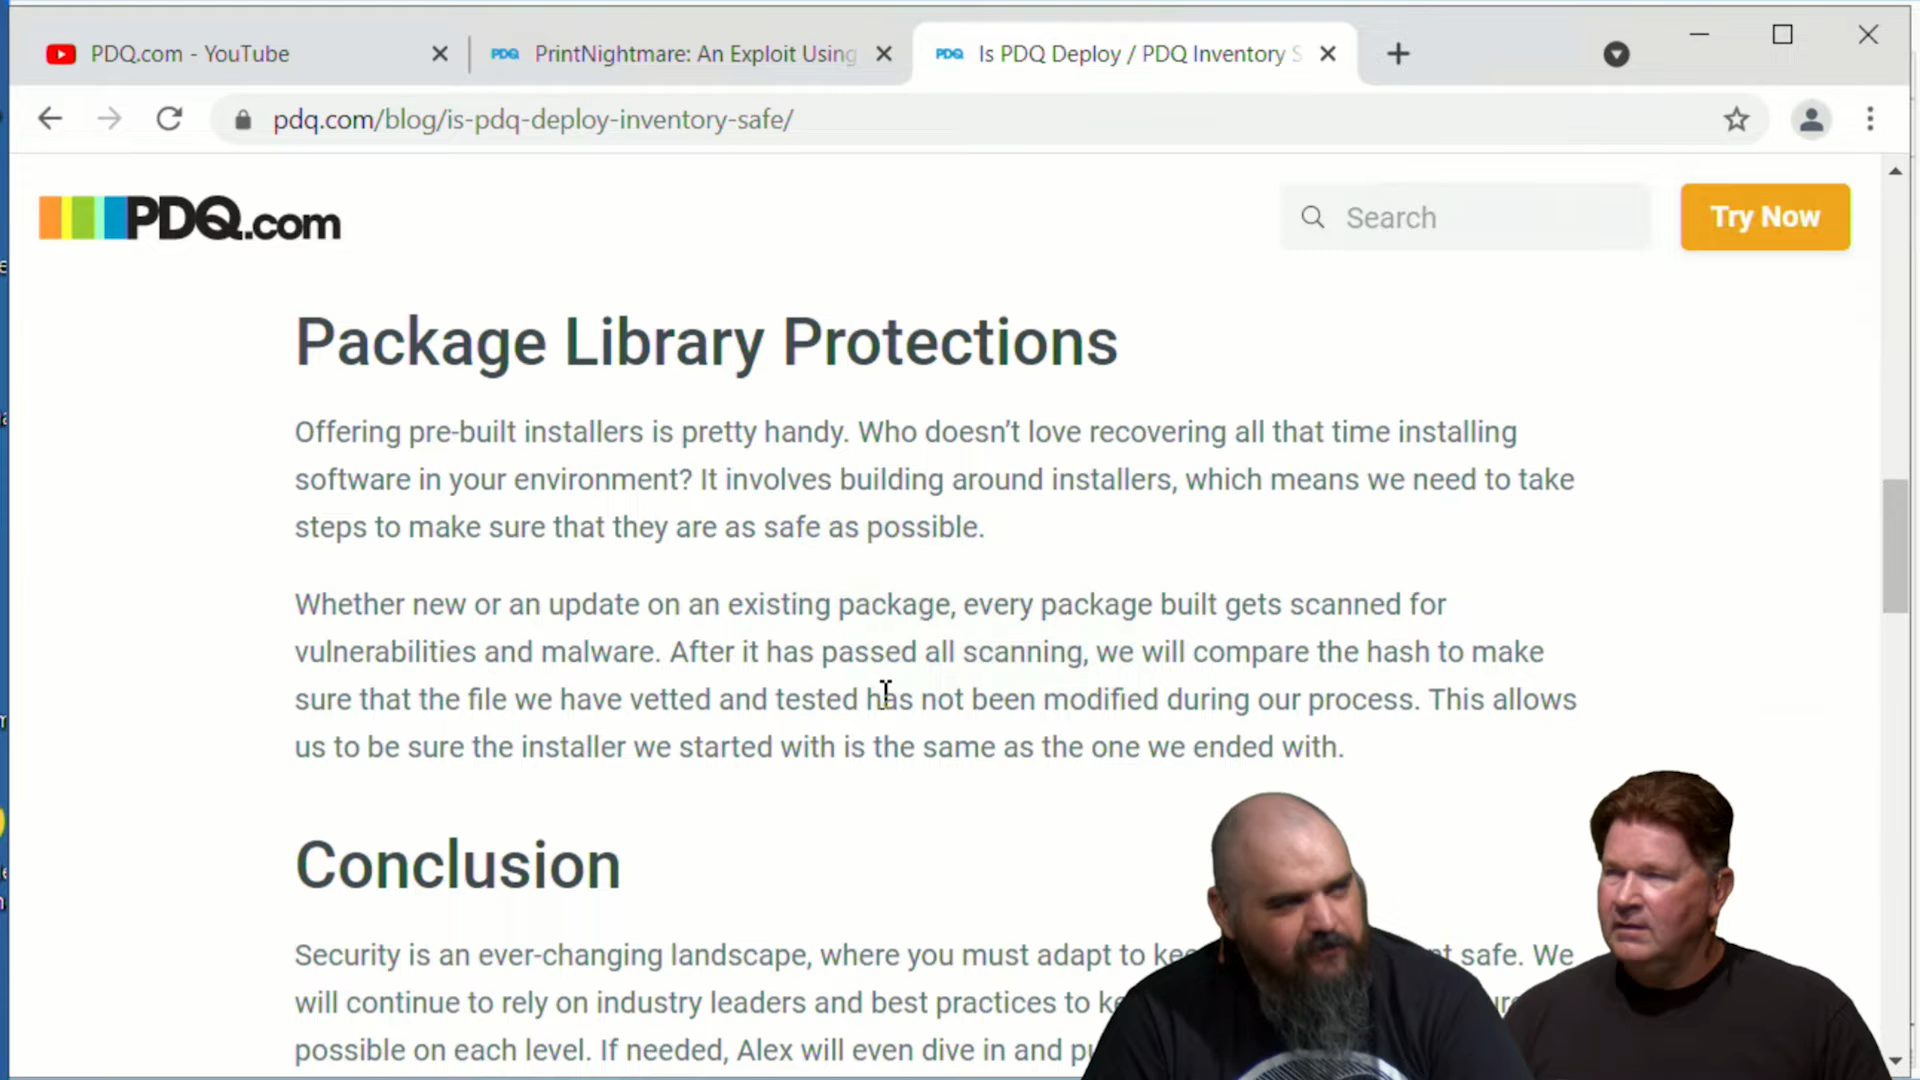 PDQ.com - YouTube
PDQ PrintNightmare: An Exploit Using
PDQ Is PDQ Deploy / PDQ Inventory S
pdq.com/blog/is-pdq-deploy-inventory-safe/
PDQ.com
Search
Try Now
Package Library Protections
Offering pre-built installers is pretty handy. Who doesn’t love recovering all that time installing
software in your environment? It involves building around installers, which means we need to take
steps to make sure that they are as safe as possible.
Whether new or an update on an existing package, every package built gets scanned for
vulnerabilities and malware. After it has passed all scanning, we will compare the hash to make
sure that the file we have vetted and tested has not been modified during our process. This allows
us to be sure the installer we started with is the same as the one we ended with.
Conclusion
Security is an ever-changing landscape, where you must adapt to safe. We
will continue to rely on industry leaders and best practices to
possible on each level. If needed, Alex will even dive in and